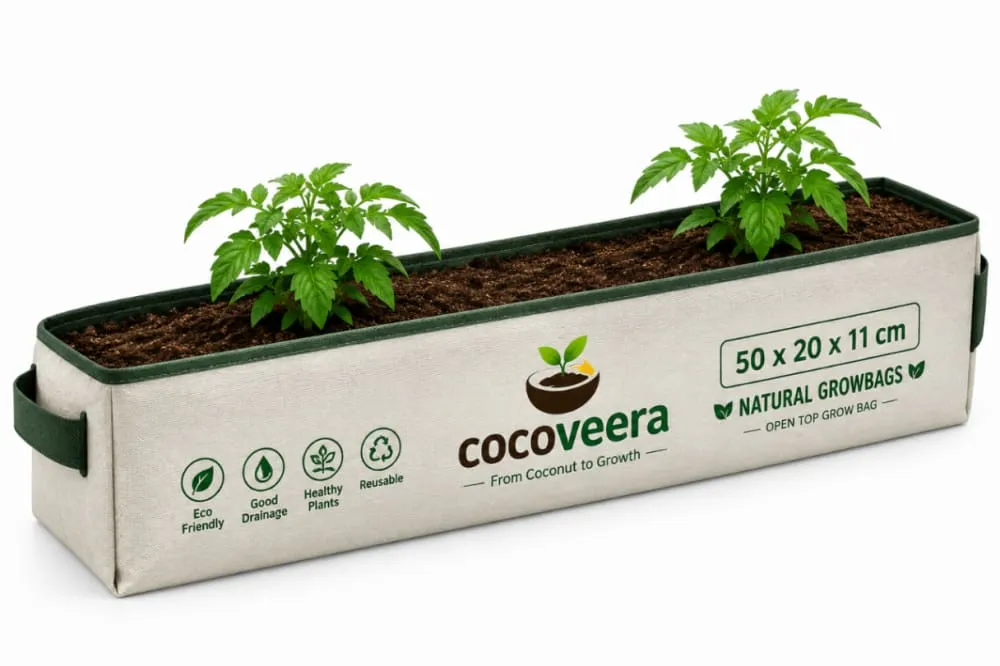 Eco
Friendly
Good
Drainage
Healthy
Plants
Reusable
cocoveera
From Coconut to Growth
50 x 20 x 11 cm
NATURAL GROWBAGS
OPEN TOP GROW BAG